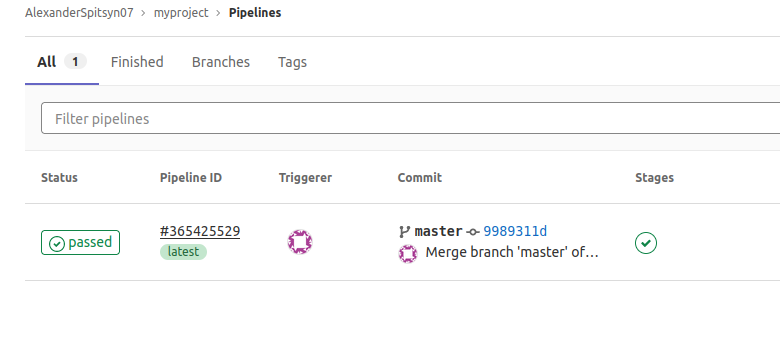 AlexanderSpitsyn07 > myproject > Pipelines
All 1 Finished Branches Tags
Filter pipelines
Status Pipeline ID Triggerer Commit Stages
passed #365425529 master 9989311d
latest Merge branch 'master' of...